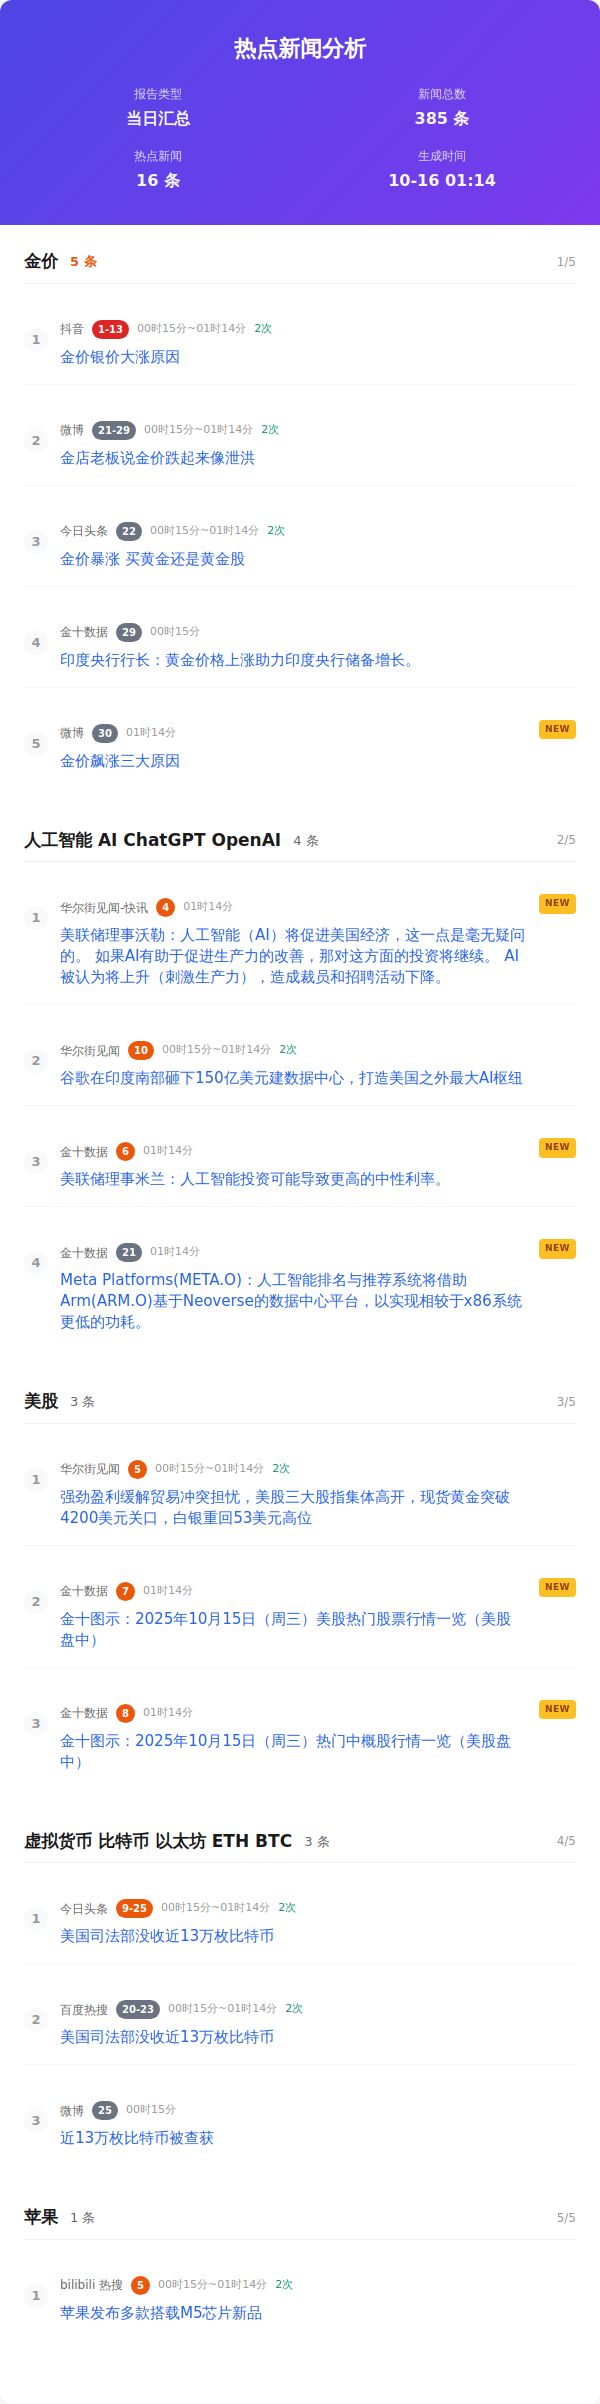 热点新闻分析
报告类型
新闻总数
当日汇总
385 条
热点新闻
生成时间
16 条
10-16 01:14
金价 5 条 1/5
1
抖音 1-13 00时15分~01时14分 2次
金价银价大涨原因
2
微博 21-29 00时15分~01时14分 2次
金店老板说金价跌起来像泄洪
3
今日头条 22 00时15分~01时14分 2次
金价暴涨 买黄金还是黄金股
4
金十数据 29 00时15分
印度央行行长：黄金价格上涨助力印度央行储备增长。
5
微博 30 01时14分 NEW
金价飙涨三大原因
人工智能 AI ChatGPT OpenAI 4 条 2/5
1
华尔街见闻-快讯 4 01时14分 NEW
美联储理事沃勒：人工智能（AI）将促进美国经济，这一点是毫无疑问
的。 如果AI有助于促进生产力的改善，那对这方面的投资将继续。 AI
被认为将上升（刺激生产力），造成裁员和招聘活动下降。
2
华尔街见闻 10 00时15分~01时14分 2次
谷歌在印度南部砸下150亿美元建数据中心，打造美国之外最大AI枢纽
3
金十数据 6 01时14分 NEW
美联储理事米兰：人工智能投资可能导致更高的中性利率。
4
金十数据 21 01时14分 NEW
Meta Platforms(META.O)：人工智能排名与推荐系统将借助
Arm(ARM.O)基于Neoverse的数据中心平台，以实现相较于x86系统
更低的功耗。
美股 3 条 3/5
1
华尔街见闻 5 00时15分~01时14分 2次
强劲盈利缓解贸易冲突担忧，美股三大股指集体高开，现货黄金突破
4200美元关口，白银重回53美元高位
2
金十数据 7 01时14分 NEW
金十图示：2025年10月15日（周三）美股热门股票行情一览（美股
盘中）
3
金十数据 8 01时14分 NEW
金十图示：2025年10月15日（周三）热门中概股行情一览（美股盘
中）
虚拟货币 比特币 以太坊 ETH BTC 3 条 4/5
1
今日头条 9-25 00时15分~01时14分 2次
美国司法部没收近13万枚比特币
2
百度热搜 20-23 00时15分~01时14分 2次
美国司法部没收近13万枚比特币
3
微博 25 00时15分
近13万枚比特币被查获
苹果 1 条 5/5
1
bilibili 热搜 5 00时15分~01时14分 2次
苹果发布多款搭载M5芯片新品